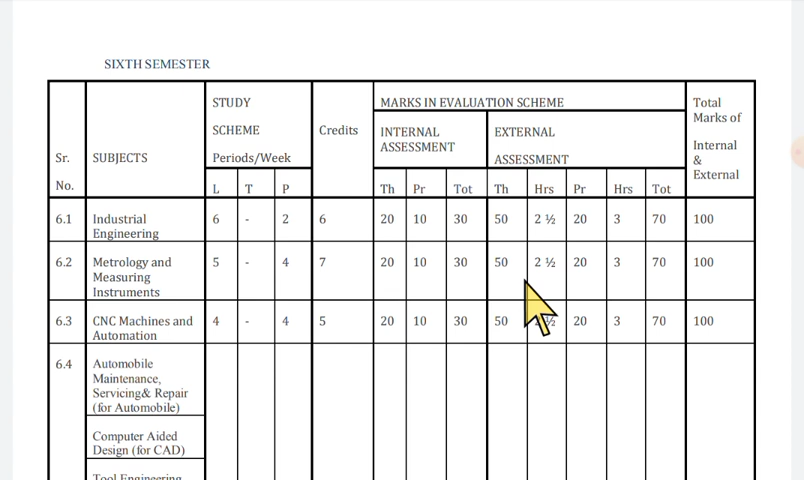 SIXTH SEMESTER
Sr. No. SUBJECTS STUDY SCHEME Periods/Week Credits MARKS IN EVALUATION SCHEME Total Marks of Internal & External
INTERNAL ASSESSMENT EXTERNAL ASSESSMENT
L T P Th Pr Tot Th Hrs Pr Hrs Tot
6.1 Industrial Engineering 6 - 2 6 20 10 30 50 2 ½ 20 3 70 100
6.2 Metrology and Measuring Instruments 5 - 4 7 20 10 30 50 2 ½ 20 3 70 100
6.3 CNC Machines and Automation 4 - 4 5 20 10 30 50 ½ 20 3 70 100
6.4 Automobile
Maintenance,
Servicing& Repair
(for Automobile)
Computer Aided
Design (for CAD)
Tool Engineering